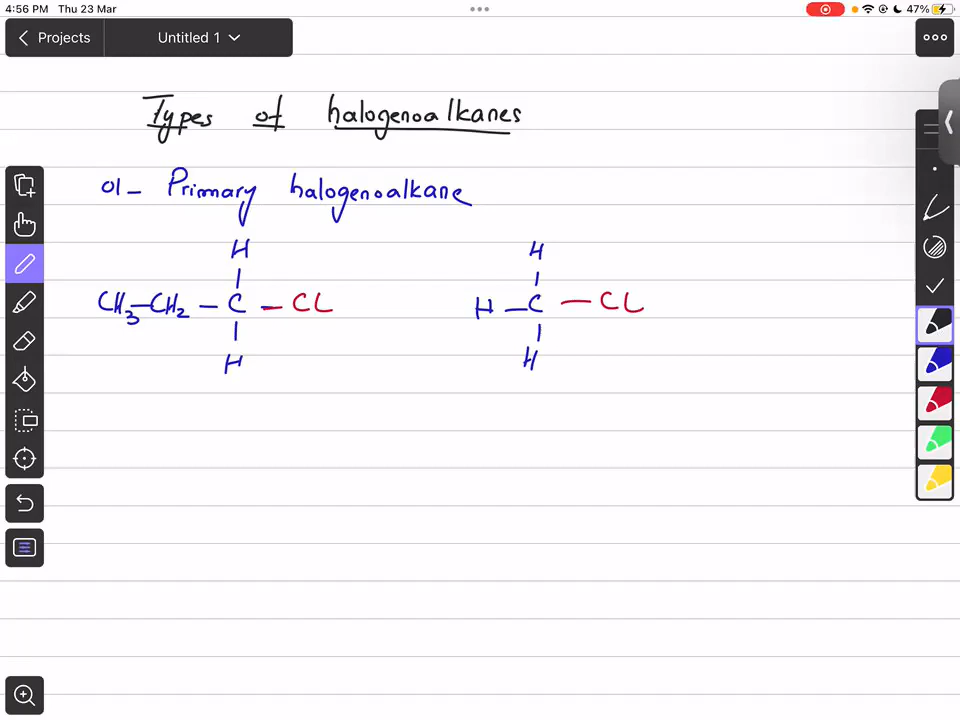 4:56 PM Thu 23 Mar
47%
Projects
Untitled 1
Types of halogenoalkanes
01- Primary halogenoalkane
H H
CH3-CH2-C-CL H-C-CL
H H